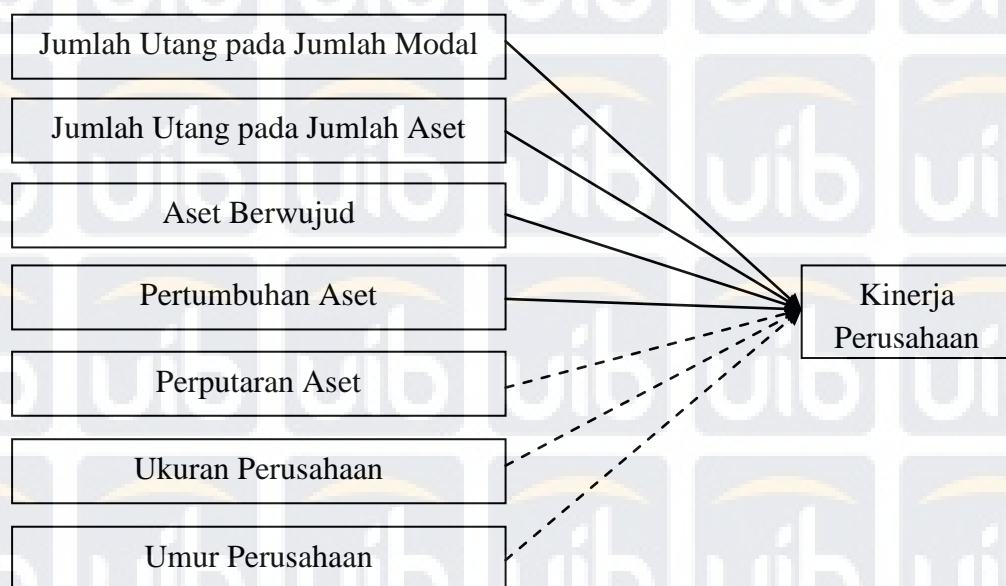 Jumlah Utang pada Jumlah Modal
Jumlah Utang pada Jumlah Aset
Aset Berwujud
Pertumbuhan Aset
Perputaran Aset
Ukuran Perusahaan
Umur Perusahaan
Kinerja
Perusahaan
uib